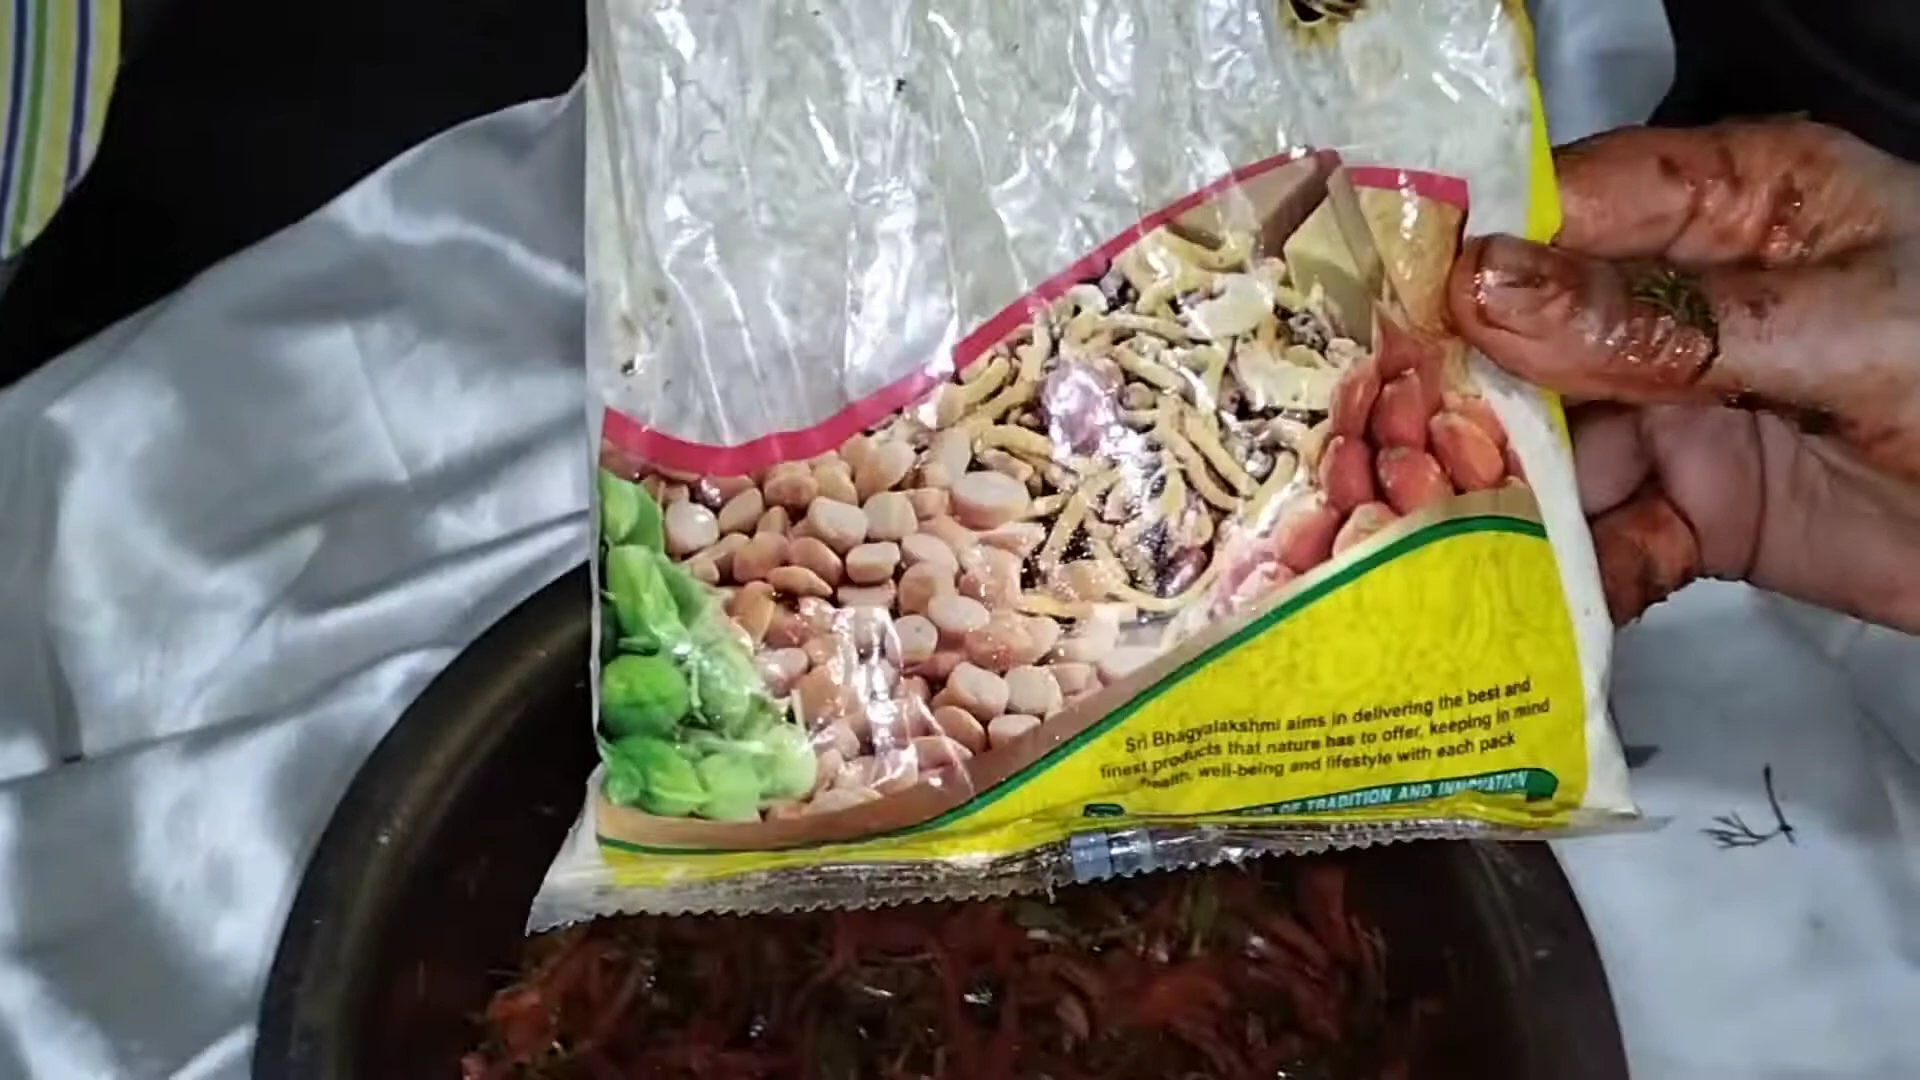 Sri Bhagyalakshmi aims in delivering the best and
finest products that nature has to offer, keeping in mind
health, well-being and lifestyle with each pack
OF TRADITION AND INNOVATION